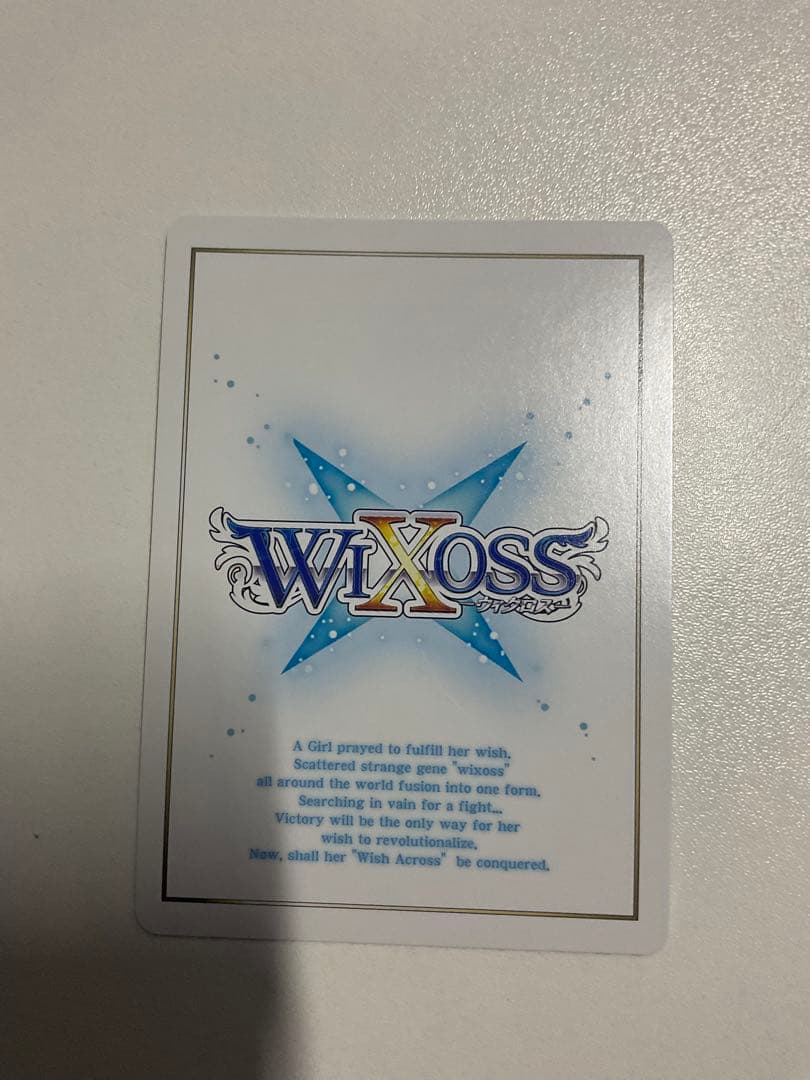 WIXOSS
ーウィクロスー
A Girl prayed to fulfill her wish.
Scattered strange gene "wixoss"
all around the world fusion into one form.
Searching in vain for a fight...
Victory will be the only way for her
wish to revolutionalize.
Now, shall her "Wish Across" be conquered.